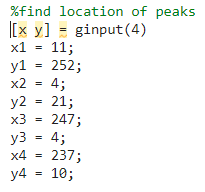 %find location of peaks
[x y] = ginput(4)
x1 = 11;
y1 = 252;
x2 = 4;
y2 = 21;
x3 = 247;
y3 = 4;
x4 = 237;
y4 = 10;